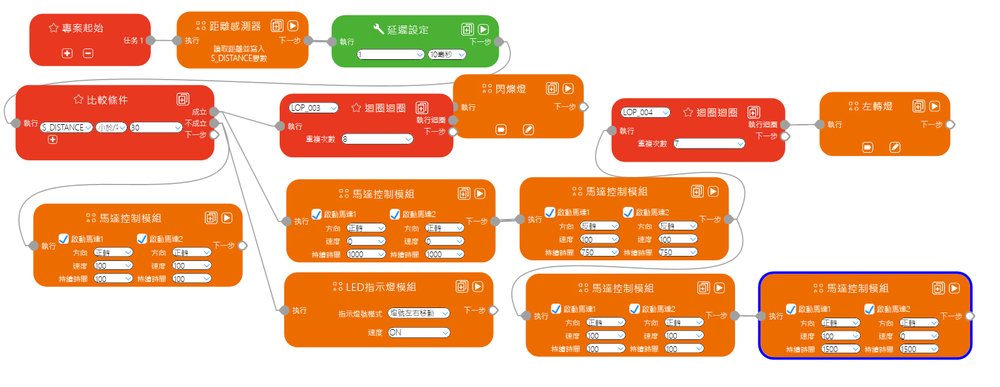 專案起始
任务 1
距離感測器
执行
下一步
讀取距離並寫入
S_DISTANCE變數
延遲設定
執行
下一步
1
10毫秒
比較條件
成立
執行
不成立
下一步
S_DISTANCE
小於/
30
LOP_003
迴圈迴圈
執行
執行迴圈
下一步
重複次數
8
閃爍燈
執行
下一步
LOP_004
迴圈迴圈
執行
執行迴圈
下一步
重複次數
7
左轉燈
執行
下一步
馬達控制模組
執行
下一步
啟動馬達1
啟動馬達2
方向
正轉
方向
正轉
速度
100
速度
100
持續時間
100
持續時間
100
馬達控制模組
执行
下一步
啟動馬達1
啟動馬達2
方向
正轉
方向
正轉
速度
0
速度
0
持續時間
1000
持續時間
1000
馬達控制模組
执行
下一步
啟動馬達1
啟動馬達2
方向
反轉
方向
反轉
速度
100
速度
100
持續時間
750
持續時間
750
LED指示燈模組
执行
下一步
指示燈號模式
燈號左右移動
速度
ON
馬達控制模組
执行
下一步
啟動馬達1
啟動馬達2
方向
正轉
方向
正轉
速度
100
速度
100
持續時間
100
持續時間
100
馬達控制模組
执行
下一步
啟動馬達1
啟動馬達2
方向
正轉
方向
正轉
速度
100
速度
0
持續時間
1500
持續時間
1500